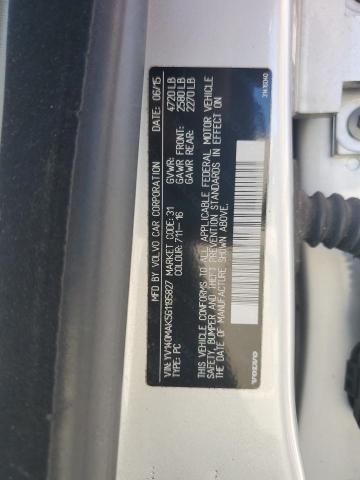 MFD BY VOLVO CAR CORPORATION DATE: 06/15
VIN: YV140MAK5G1195827 MARKET CODE: 31 GVWR: 4720 LB
TYPE: PC COLOUR: 711-16 GAWR FRONT: 2580 LB
GAWR REAR: 2270 LB
THIS VEHICLE CONFORMS TO ALL APPLICABLE FEDERAL MOTOR VEHICLE
SAFETY, BUMPER AND THEFT PREVENTION STANDARDS IN EFFECT ON
THE DATE OF MANUFACTURE SHOWN ABOVE.
VOLVO